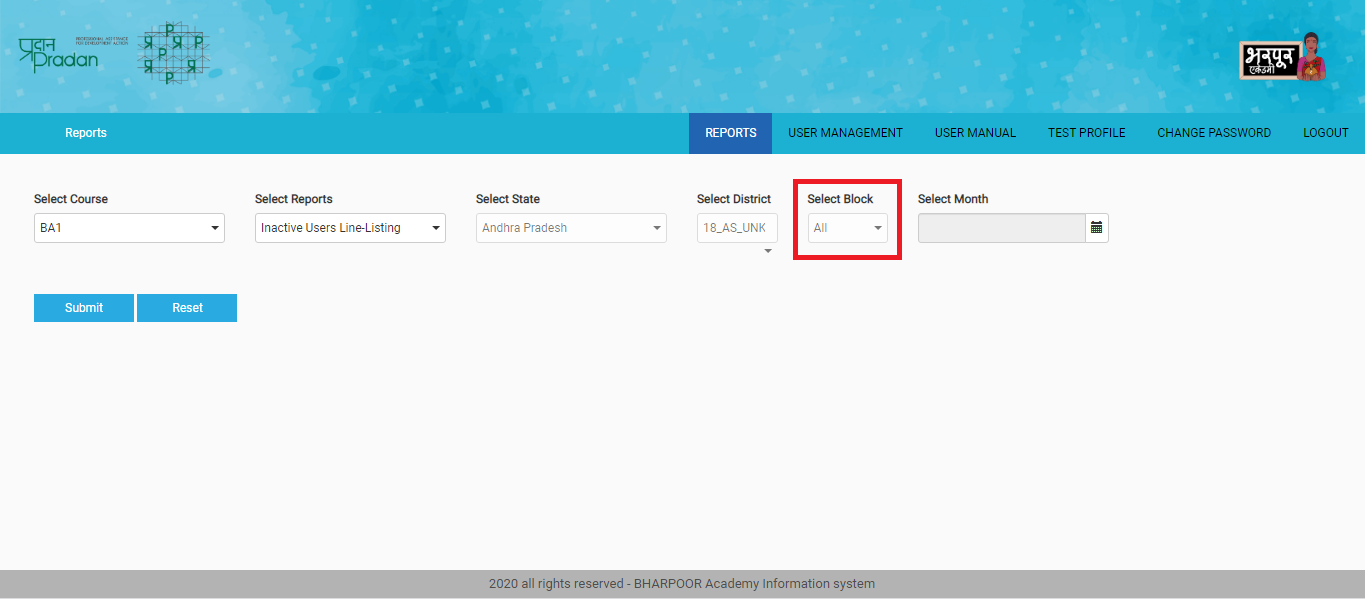 प्रदान
Pradan
PROFESSIONAL ASSISTANCE
FOR DEVELOPMENT ACTION
P
प्र प्र P
P प्र
प्र प्र
P
भरपूर
एकेडमी
Reports
REPORTS
USER MANAGEMENT
USER MANUAL
TEST PROFILE
CHANGE PASSWORD
LOGOUT
Select Course
Select Reports
Select State
Select District
Select Block
Select Month
BA1
Inactive Users Line-Listing
Andhra Pradesh
18_AS_UNK
All
Submit
Reset
2020 all rights reserved - BHARPOOR Academy Information system